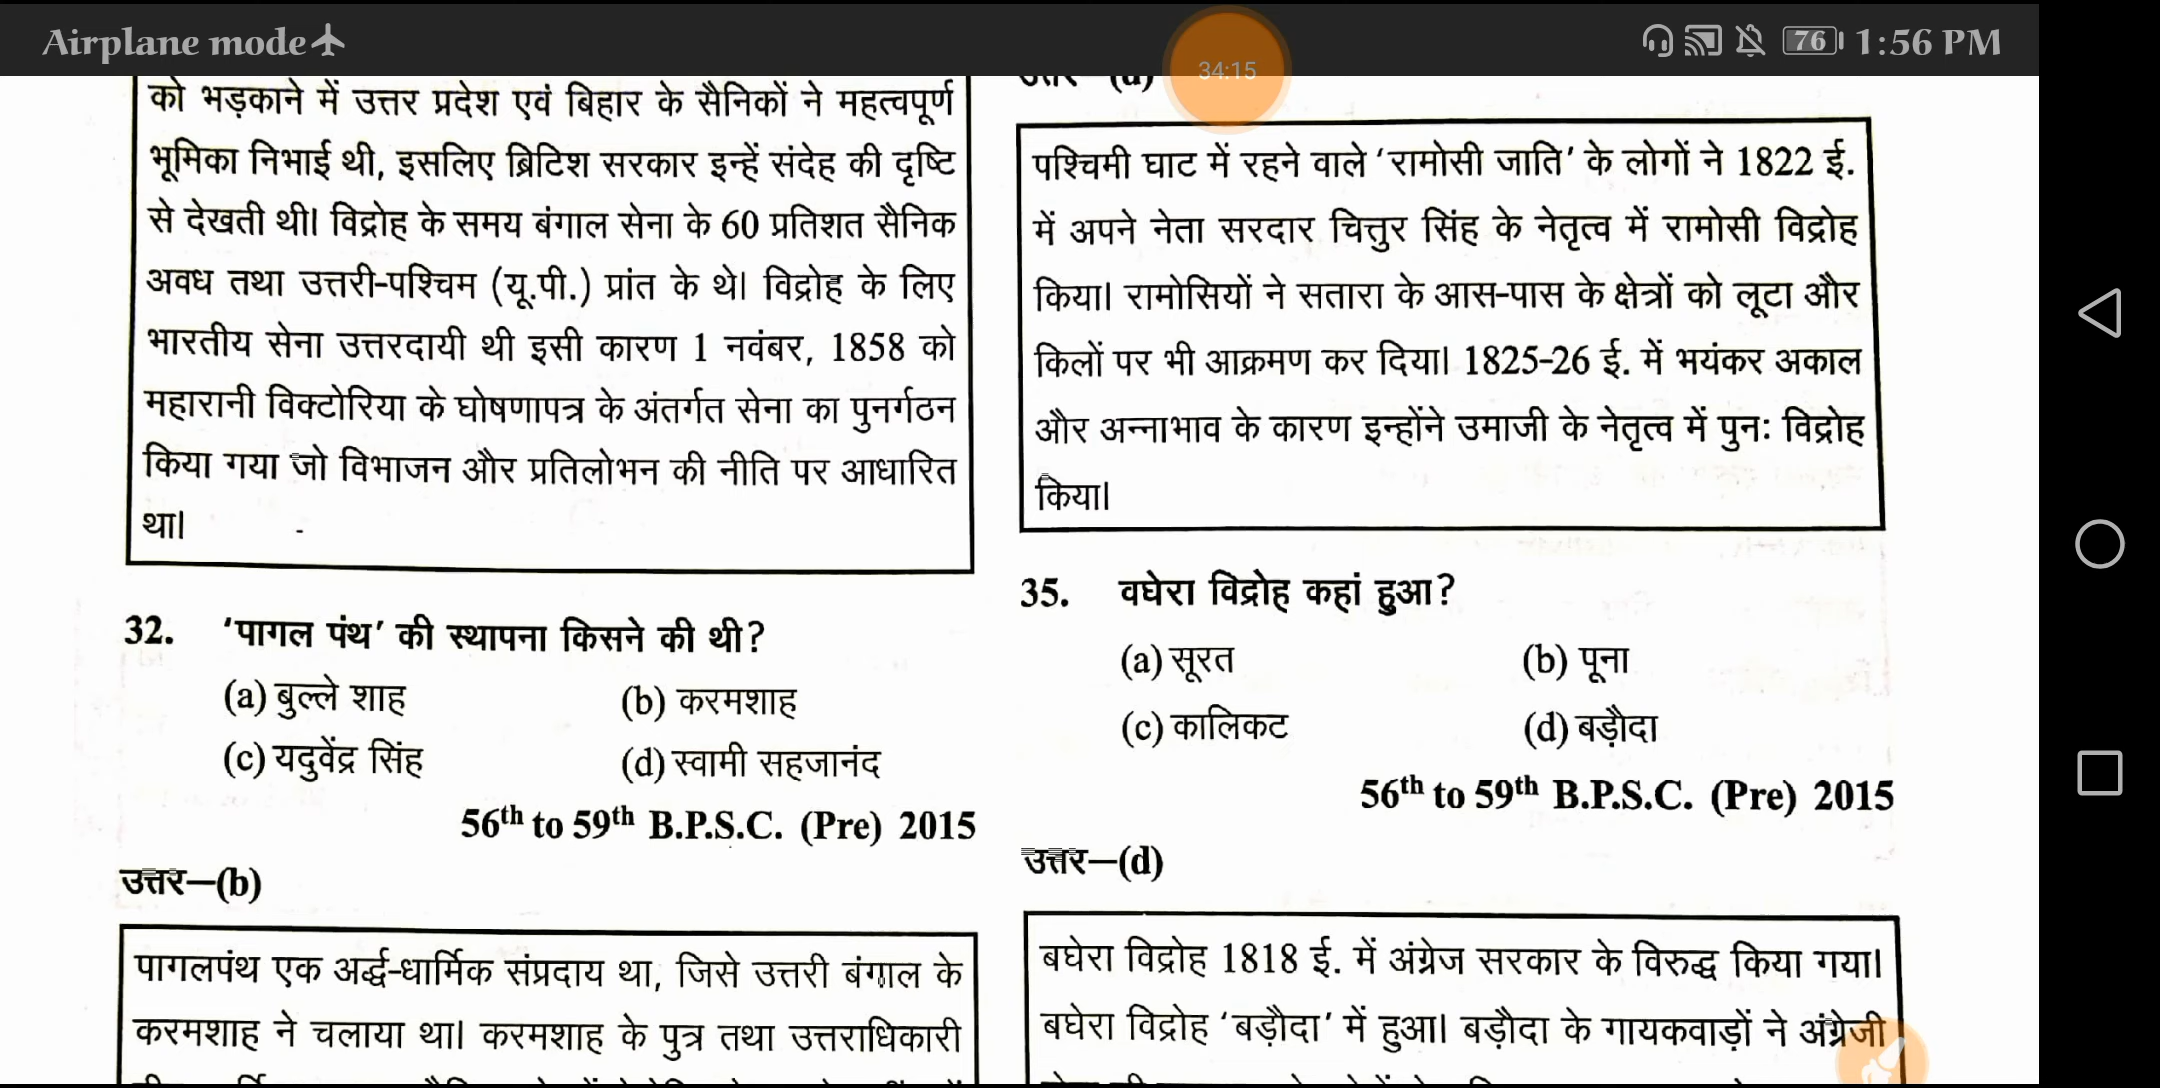 Airplane mode
34:15
76 1:56 PM
को भड़काने में उत्तर प्रदेश एवं बिहार के सैनिकों ने महत्वपूर्ण
भूमिका निभाई थी, इसलिए ब्रिटिश सरकार इन्हें संदेह की दृष्टि
से देखती थी। विद्रोह के समय बंगाल सेना के 60 प्रतिशत सैनिक
अवध तथा उत्तरी-पश्चिम (यू.पी.) प्रांत के थे। विद्रोह के लिए
भारतीय सेना उत्तरदायी थी इसी कारण 1 नवंबर, 1858 को
महारानी विक्टोरिया के घोषणापत्र के अंतर्गत सेना का पुनर्गठन
किया गया जो विभाजन और प्रतिलोभन की नीति पर आधारित
था।
32. 'पागल पंथ' की स्थापना किसने की थी?
(a) बुल्ले शाह (b) करमशाह
(c) यदुवेंद्र सिंह (d) स्वामी सहजानंद
56th to 59th B.P.S.C. (Pre) 2015
उत्तर—(b)
पागलपंथ एक अर्द्ध-धार्मिक संप्रदाय था, जिसे उत्तरी बंगाल के
करमशाह ने चलाया था। करमशाह के पुत्र तथा उत्तराधिकारी
पश्चिमी घाट में रहने वाले 'रामोसी जाति' के लोगों ने 1822 ई.
में अपने नेता सरदार चित्तुर सिंह के नेतृत्व में रामोसी विद्रोह
किया। रामोसियों ने सतारा के आस-पास के क्षेत्रों को लूटा और
किलों पर भी आक्रमण कर दिया। 1825-26 ई. में भयंकर अकाल
और अन्नाभाव के कारण इन्होंने उमाजी के नेतृत्व में पुनः विद्रोह
किया।
35. वघेरा विद्रोह कहां हुआ?
(a) सूरत (b) पूना
(c) कालिकट (d) बड़ौदा
56th to 59th B.P.S.C. (Pre) 2015
उत्तर—(d)
बघेरा विद्रोह 1818 ई. में अंग्रेज सरकार के विरुद्ध किया गया।
बघेरा विद्रोह 'बड़ौदा' में हुआ। बड़ौदा के गायकवाड़ों ने अंग्रेजी